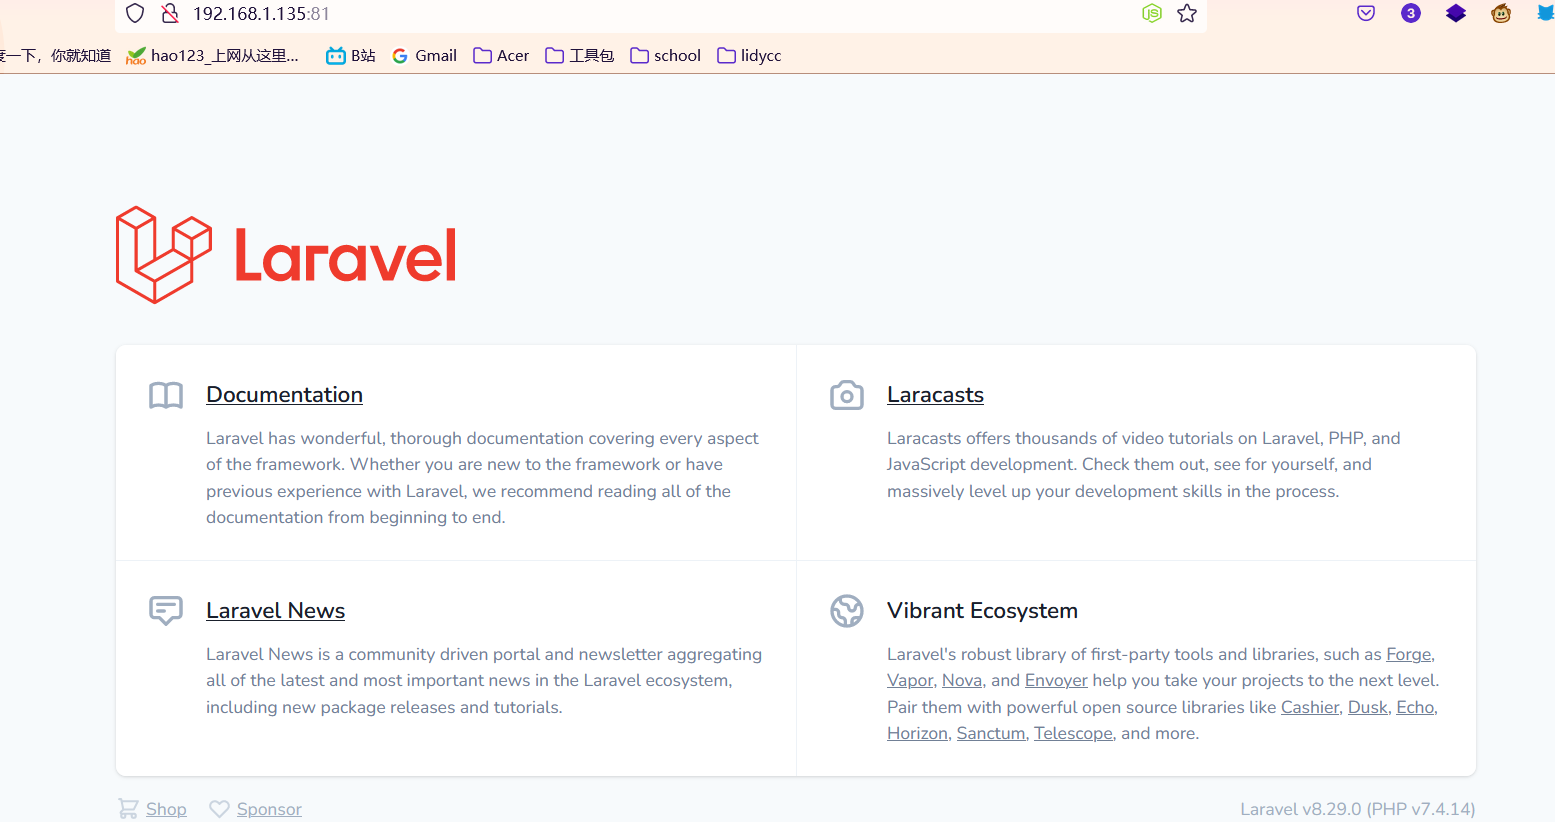 192.168.1.135:81
JS
3
度一下，你就知道 hao hao123_上网从这里... B站 Gmail Acer 工具包 school lidycc
Laravel
Documentation
Laravel has wonderful, thorough documentation covering every aspect
of the framework. Whether you are new to the framework or have
previous experience with Laravel, we recommend reading all of the
documentation from beginning to end.
Laracasts
Laracasts offers thousands of video tutorials on Laravel, PHP, and
JavaScript development. Check them out, see for yourself, and
massively level up your development skills in the process.
Laravel News
Laravel News is a community driven portal and newsletter aggregating
all of the latest and most important news in the Laravel ecosystem,
including new package releases and tutorials.
Vibrant Ecosystem
Laravel's robust library of first-party tools and libraries, such as Forge,
Vapor, Nova, and Envoyer help you take your projects to the next level.
Pair them with powerful open source libraries like Cashier, Dusk, Echo,
Horizon, Sanctum, Telescope, and more.
Shop Sponsor
Laravel v8.29.0 (PHP v7.4.14)